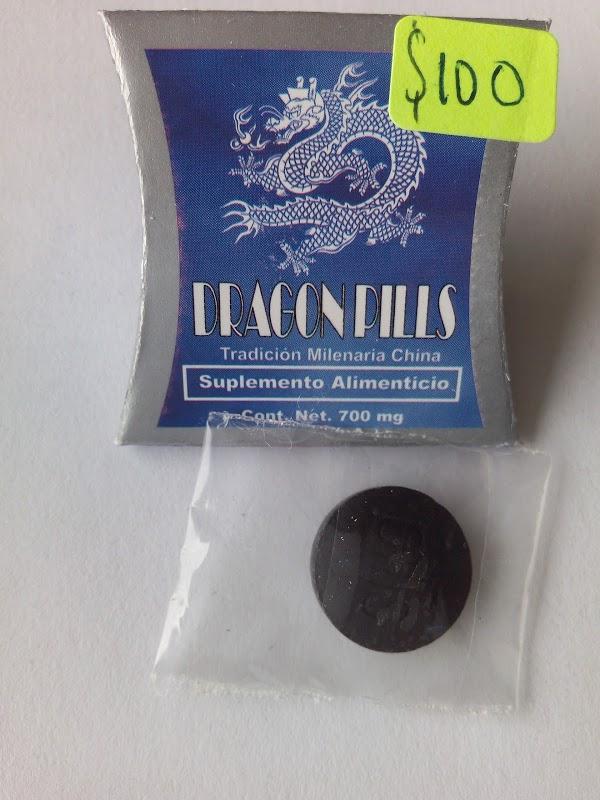 $100
DRAGON PILLS
Tradición Milenaria China
Suplemento Alimenticio
Cont. Net. 700 mg